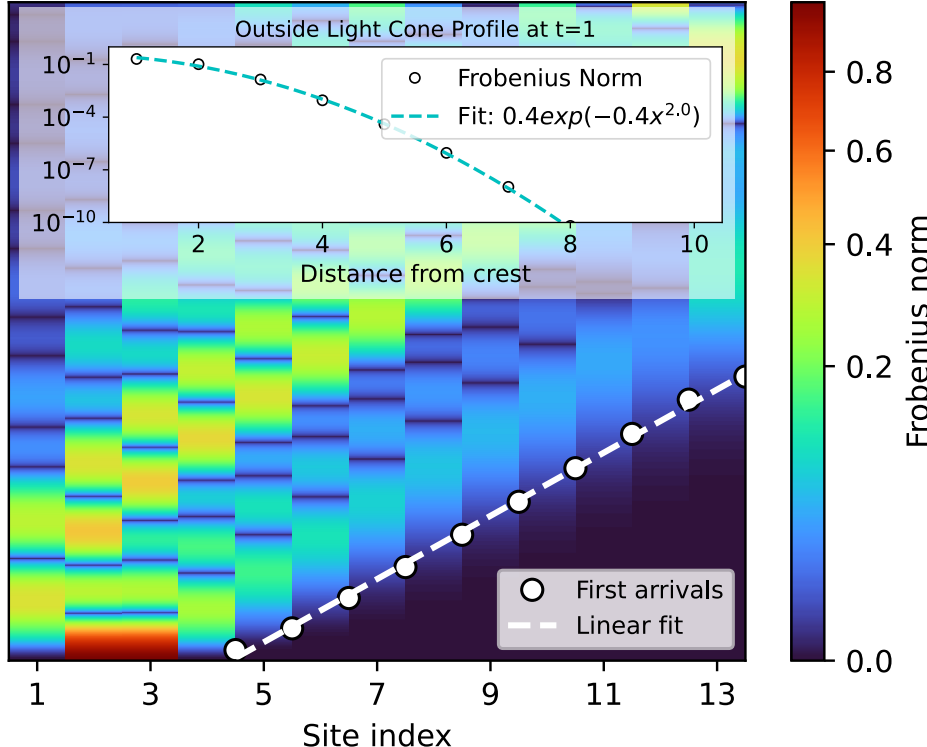 Outside Light Cone Profile at t=1
10⁻¹
10⁻⁴
10⁻⁷
10⁻¹⁰
Frobenius Norm
Fit: 0.4exp(−0.4x²·⁰)
2 4 6 8 10
Distance from crest
First arrivals
Linear fit
1 3 5 7 9 11 13
Site index
0.8
0.6
0.4
0.2
0.0
Frobenius norm